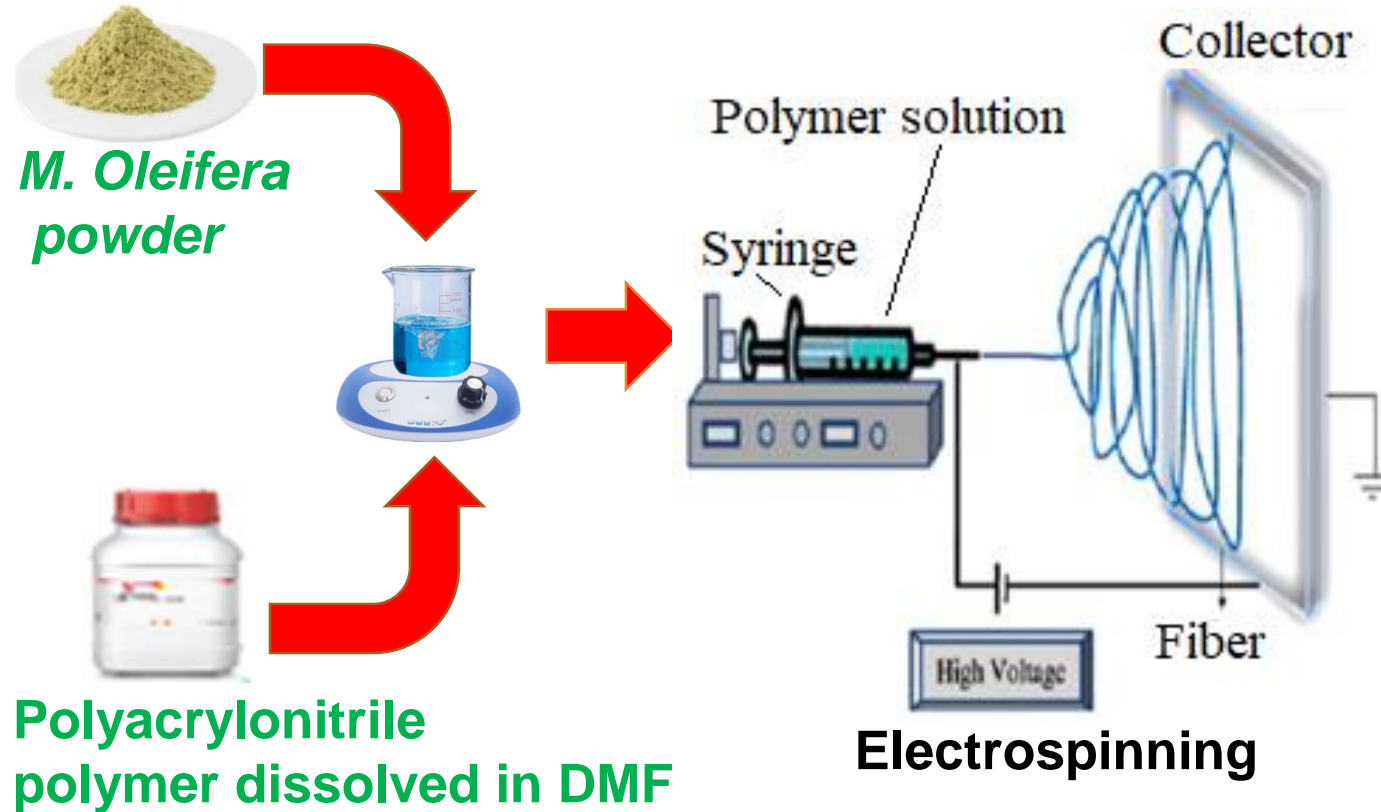 M. Oleifera
powder
Polyacrylonitrile
polymer dissolved in DMF
Collector
Polymer solution
Syringe
Fiber
High Voltage
Electrospinning